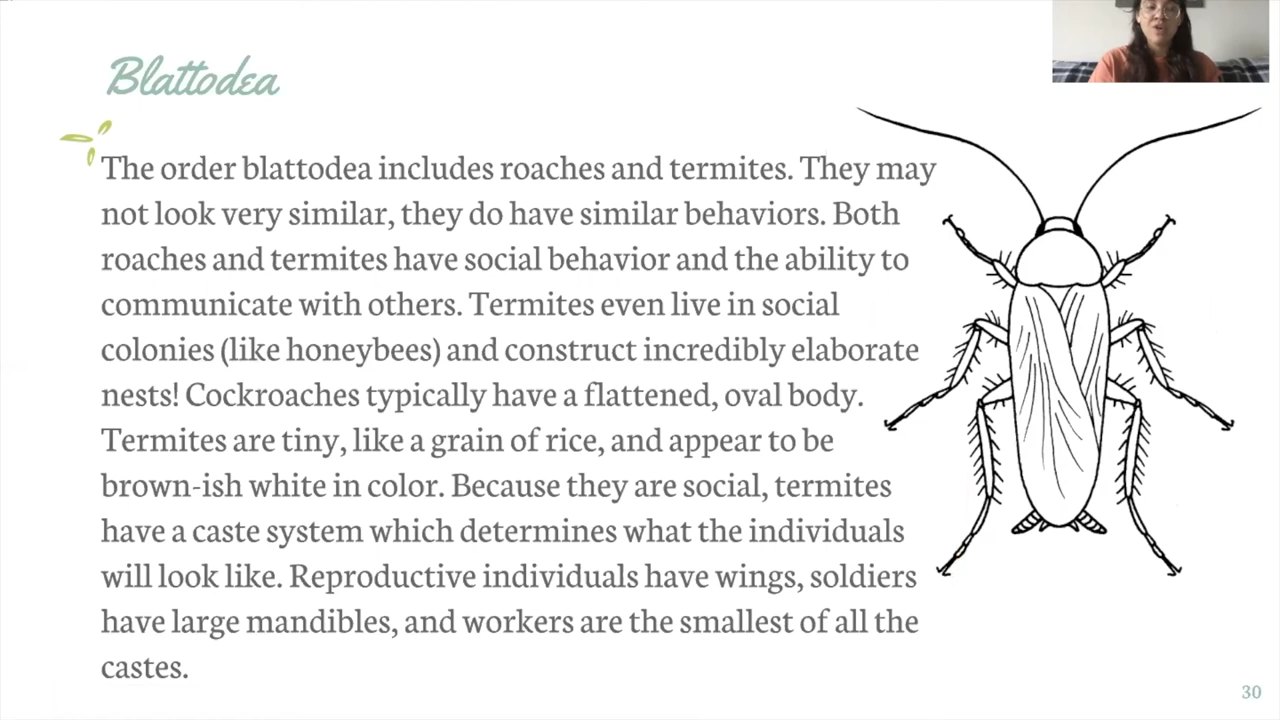 Blattodea
The order blattodea includes roaches and termites. They may
not look very similar, they do have similar behaviors. Both
roaches and termites have social behavior and the ability to
communicate with others. Termites even live in social
colonies (like honeybees) and construct incredibly elaborate
nests! Cockroaches typically have a flattened, oval body.
Termites are tiny, like a grain of rice, and appear to be
brown-ish white in color. Because they are social, termites
have a caste system which determines what the individuals
will look like. Reproductive individuals have wings, soldiers
have large mandibles, and workers are the smallest of all the
castes.
30